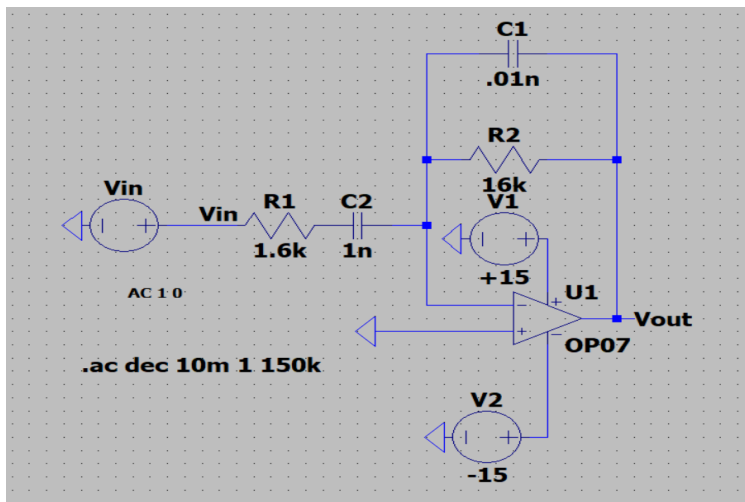 C1
.01n
R2
16k
Vin
Vin
R1
1.6k
C2
1n
V1
+15
AC 1 0
U1
Vout
OP07
.ac dec 10m 1 150k
V2
-15